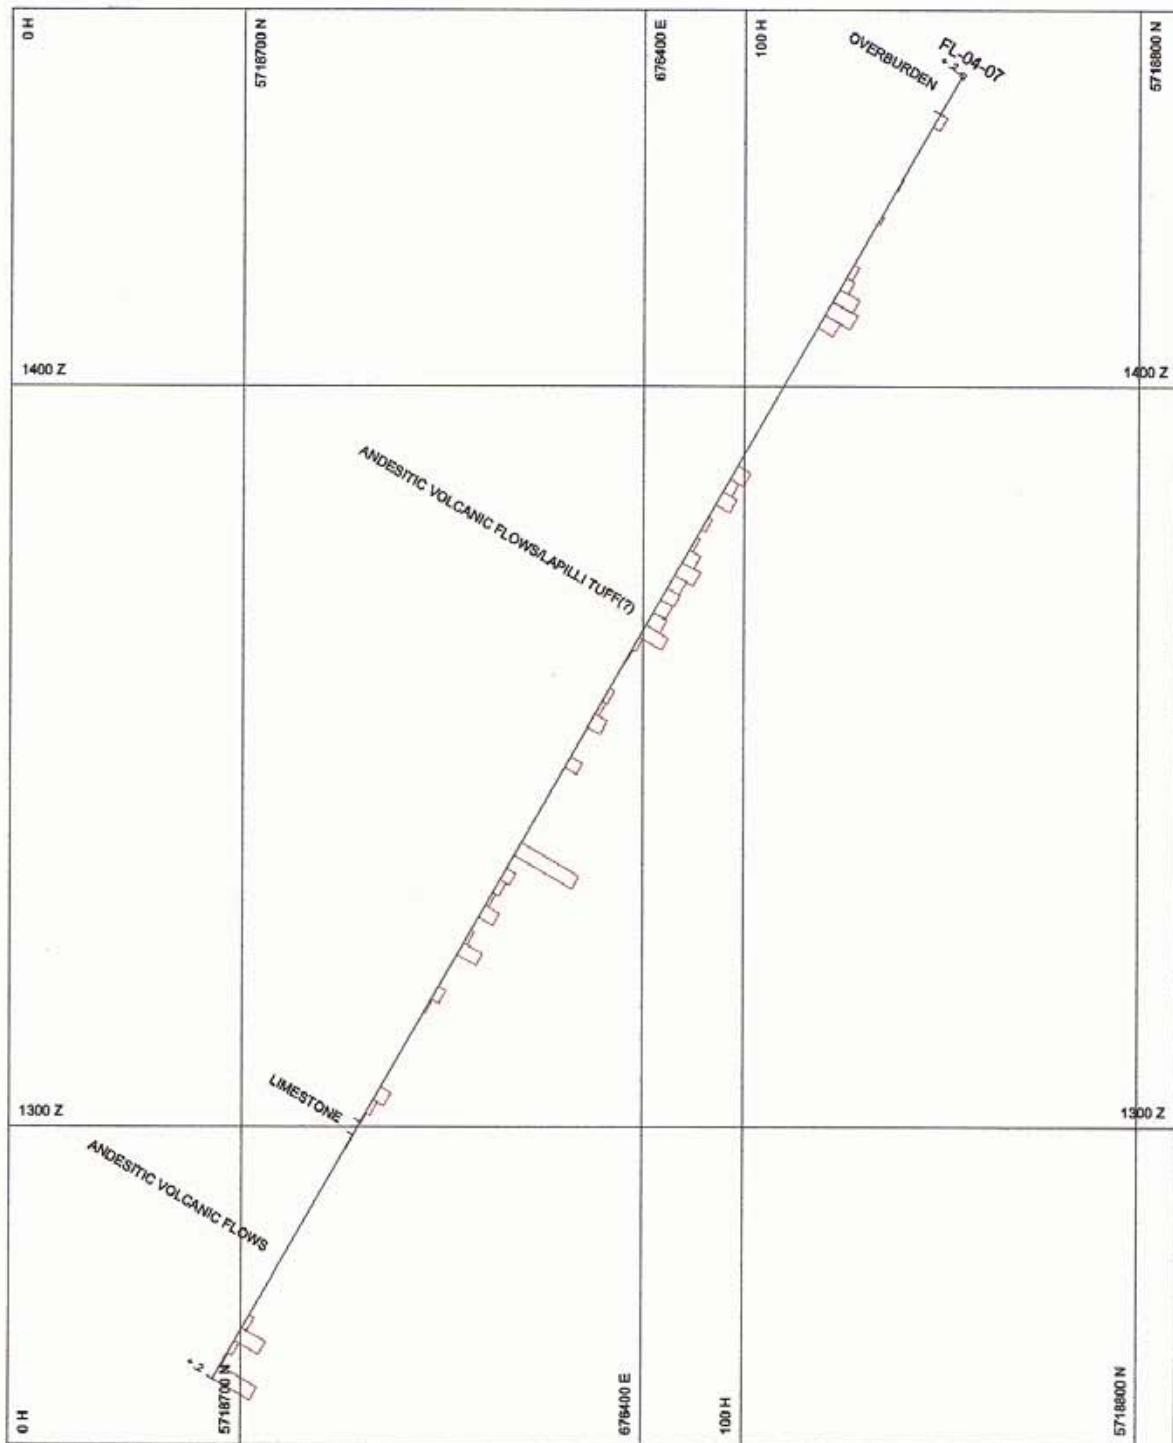 0 H
5718700 N
676400 E
100 H
5718800 N
OVERBURDEN
FL-04-07
1400 Z
1400 Z
ANDESITIC VOLCANIC FLOWS/LAPILLI TUFF(?)
LIMESTONE
1300 Z
1300 Z
ANDESITIC VOLCANIC FLOWS
0 H
5718700 N
676400 E
100 H
5718800 N